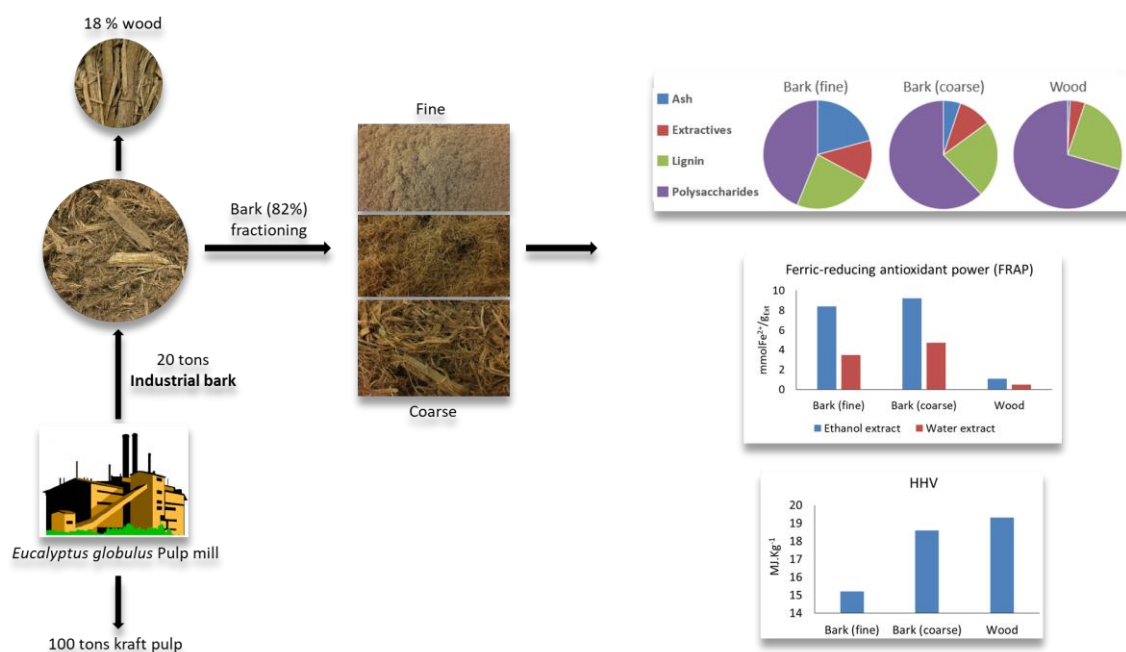 18 % wood
Fine
Bark (82%)
fractioning
Coarse
20 tons
Industrial bark
Eucalyptus globulus Pulp mill
100 tons kraft pulp
Bark (fine)
Bark (coarse)
Wood
Ash
Extractives
Lignin
Polysaccharides
Ferric-reducing antioxidant power (FRAP)
mmolFe²⁺/gExt
10
8
6
4
2
0
Bark (fine)
Bark (coarse)
Wood
Ethanol extract
Water extract
HHV
MJ.Kg⁻¹
20
19
18
17
16
15
14
Bark (fine)
Bark (coarse)
Wood